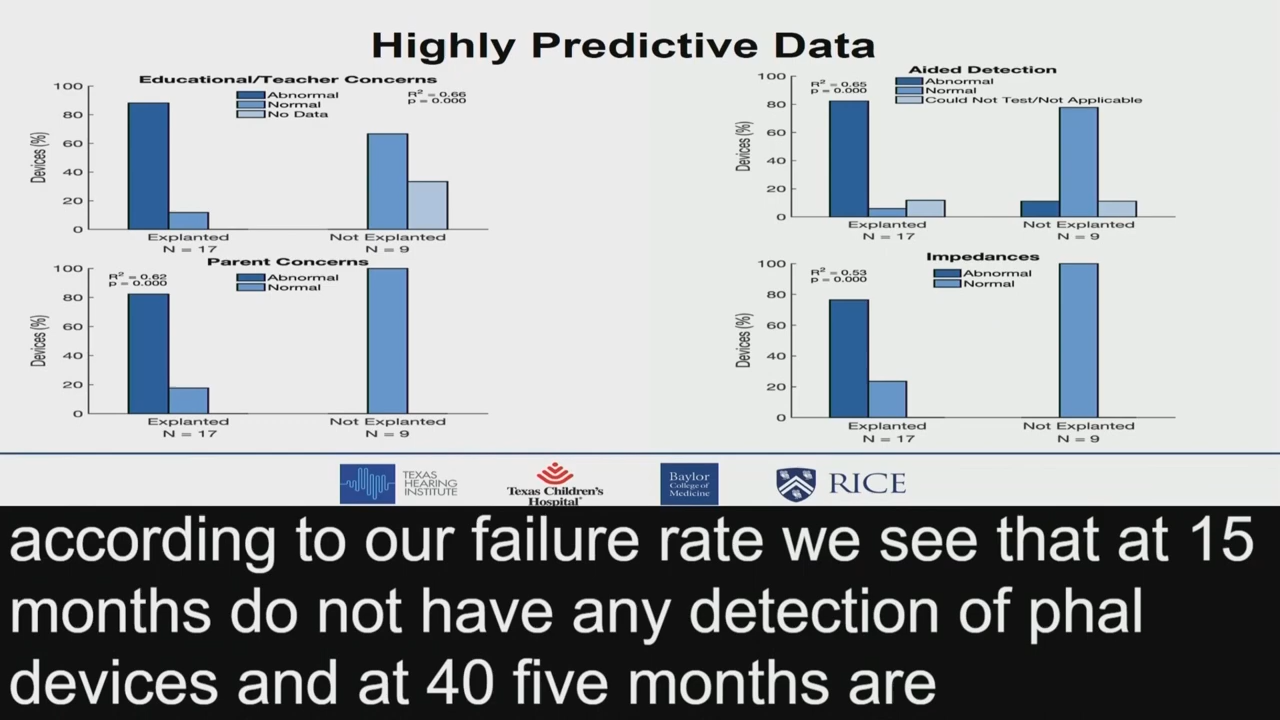 Highly Predictive Data
Educational/Teacher Concerns
Abnormal
Normal
No Data
R² = 0.66
p = 0.000
Devices (%)
100
80
60
40
20
0
Explanted
N = 17
Not Explanted
N = 9
Aided Detection
Abnormal
Normal
Could Not Test/Not Applicable
R² = 0.65
p = 0.000
Devices (%)
100
80
60
40
20
0
Explanted
N = 17
Not Explanted
N = 9
Parent Concerns
Abnormal
Normal
R² = 0.62
p = 0.000
Devices (%)
100
80
60
40
20
0
Explanted
N = 17
Not Explanted
N = 9
Impedances
Abnormal
Normal
R² = 0.53
p = 0.000
Devices (%)
100
80
60
40
20
0
Explanted
N = 17
Not Explanted
N = 9
TEXAS
HEARING
INSTITUTE
Texas Children's
Hospital
Baylor
College of
Medicine
RICE
according to our failure rate we see that at 15
months do not have any detection of phal
devices and at 40 five months are